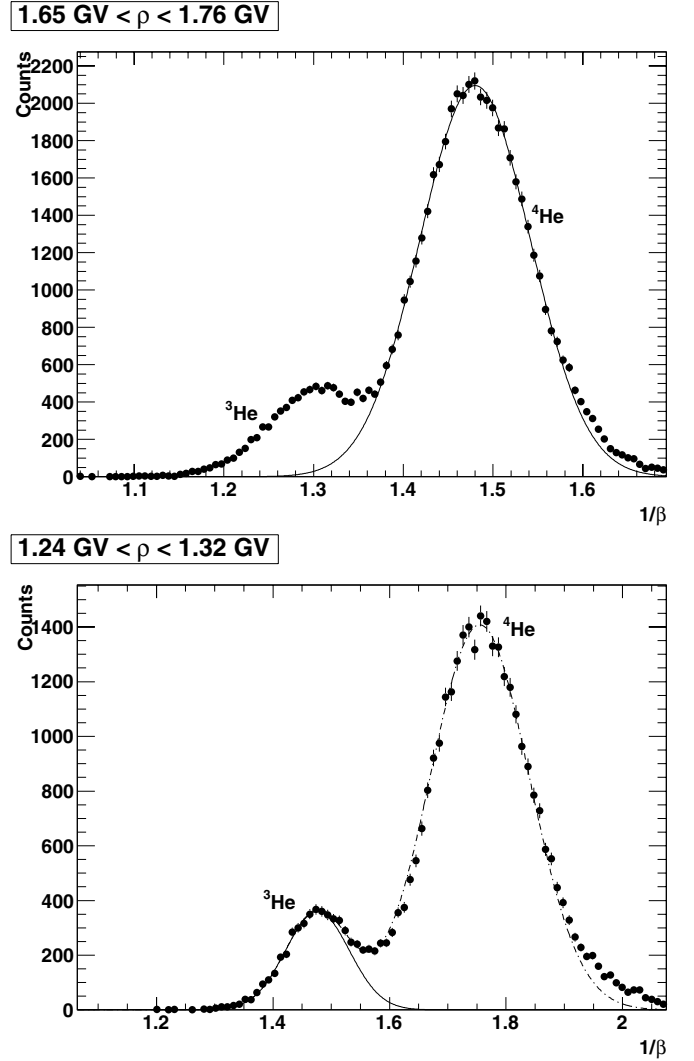 1.65 GV < ρ < 1.76 GV
Counts
2200
2000
1800
1600
1400
1200
1000
800
600
400
200
0
⁴He
³He
1.1 1.2 1.3 1.4 1.5 1.6
1/β
1.24 GV < ρ < 1.32 GV
Counts
1400
1200
1000
800
600
400
200
0
⁴He
³He
1.2 1.4 1.6 1.8 2
1/β